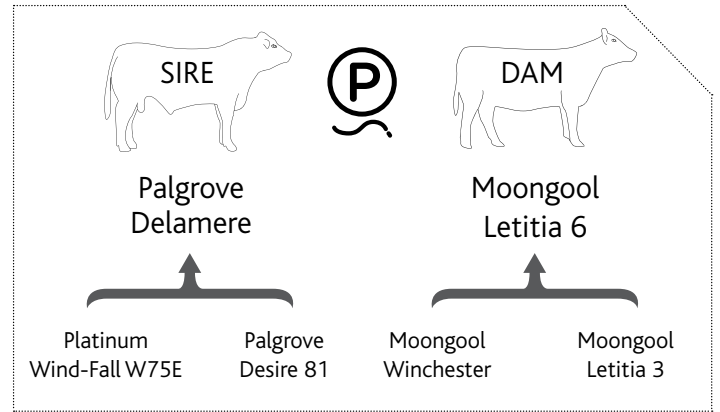 SIRE
P
DAM
Palgrove
Delamere
Moongool
Letitia 6
Platinum
Wind-Fall W75E
Palgrove
Desire 81
Moongool
Winchester
Moongool
Letitia 3